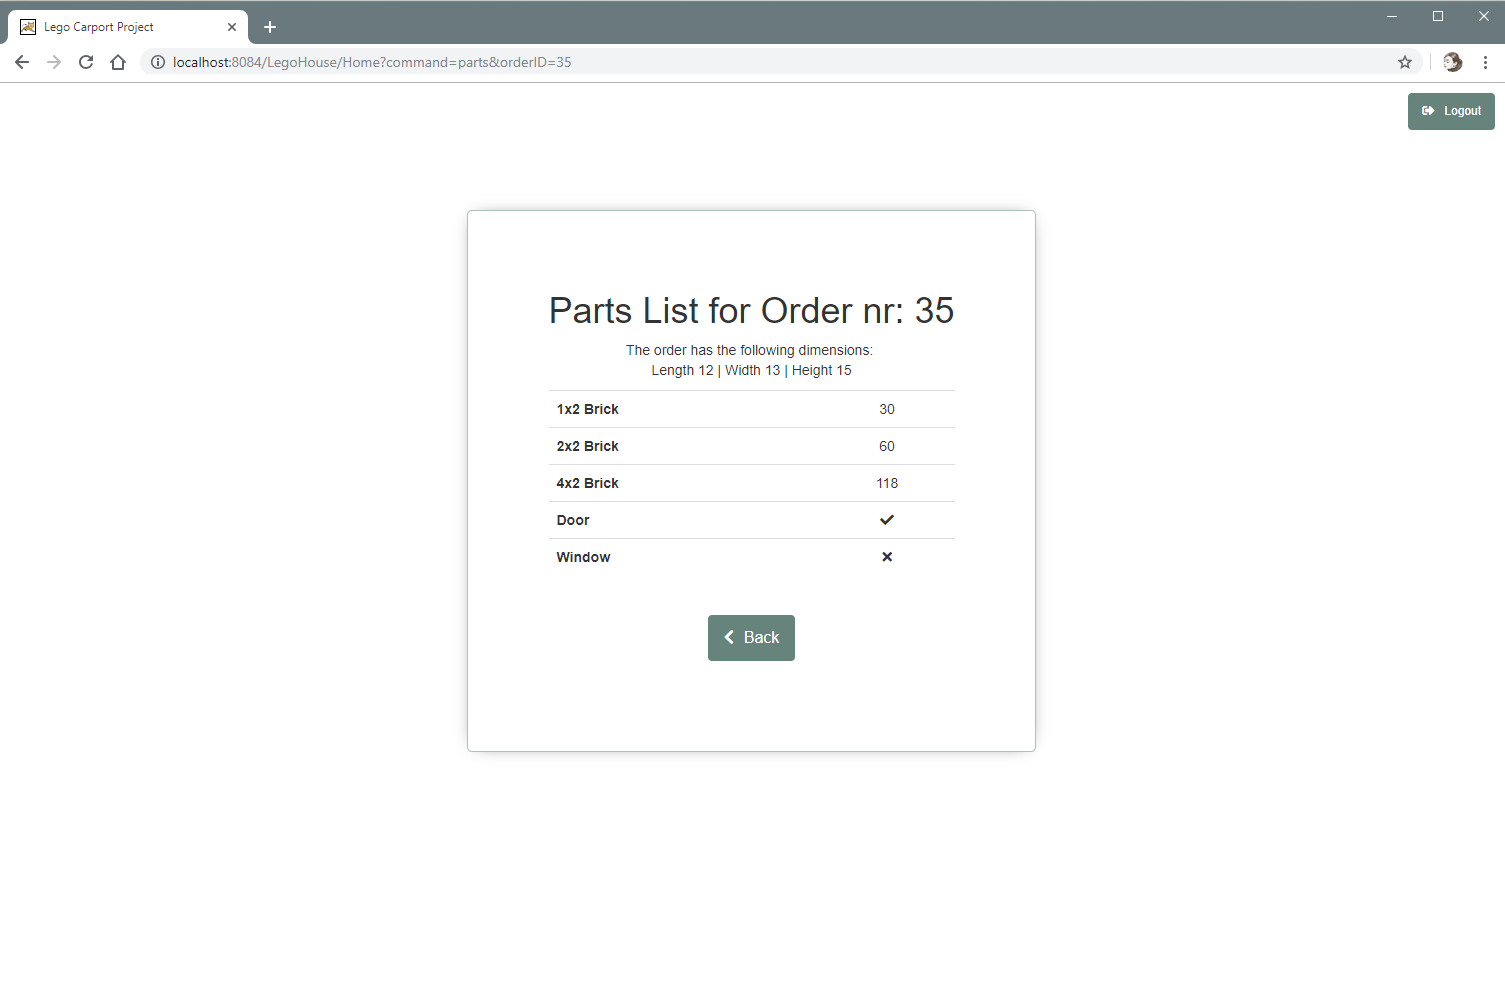 Lego Carport Project
localhost:8084/LegoHouse/Home?command=parts&orderID=35
Logout
Parts List for Order nr: 35
The order has the following dimensions:
Length 12 | Width 13 | Height 15
1x2 Brick 30
2x2 Brick 60
4x2 Brick 118
Door
Window
Back